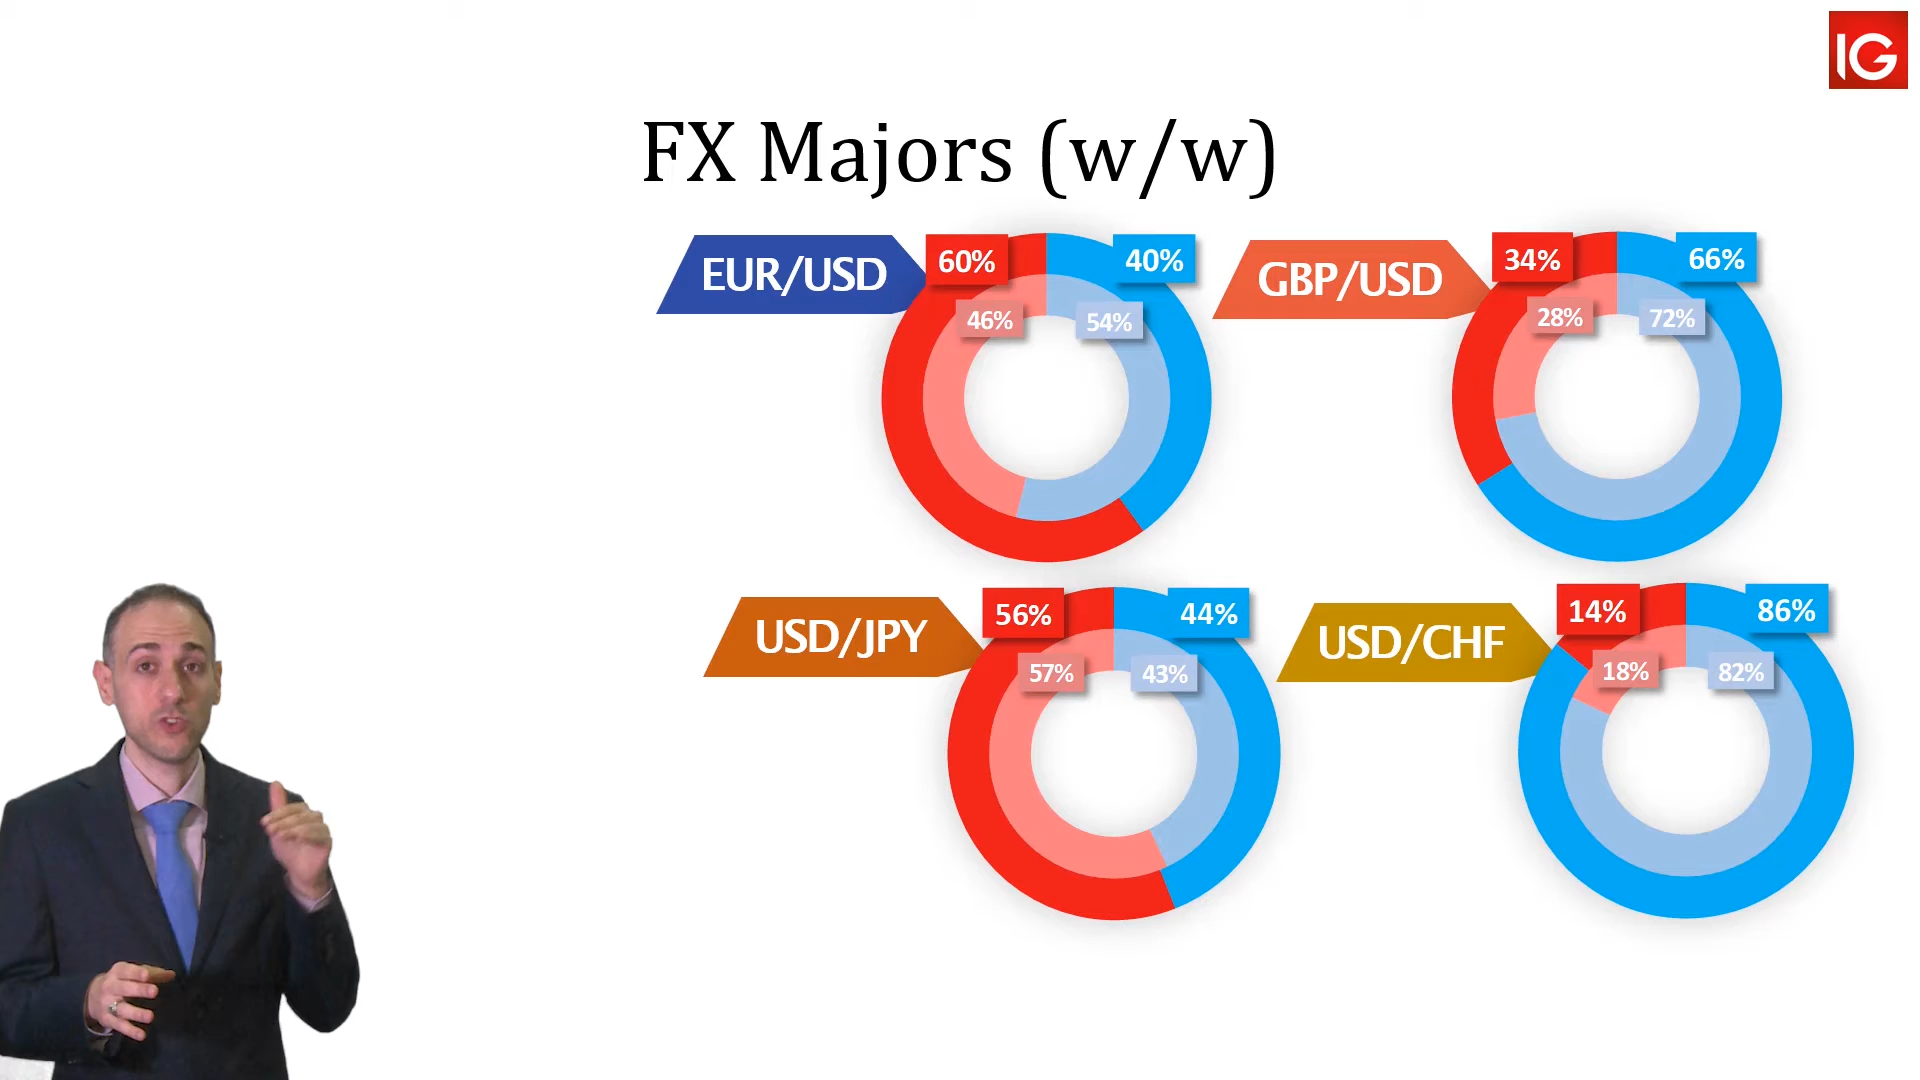 IG
FX Majors (w/w)
EUR/USD
60%
40%
46%
54%
GBP/USD
34%
66%
28%
72%
USD/JPY
56%
44%
57%
43%
USD/CHF
14%
86%
18%
82%